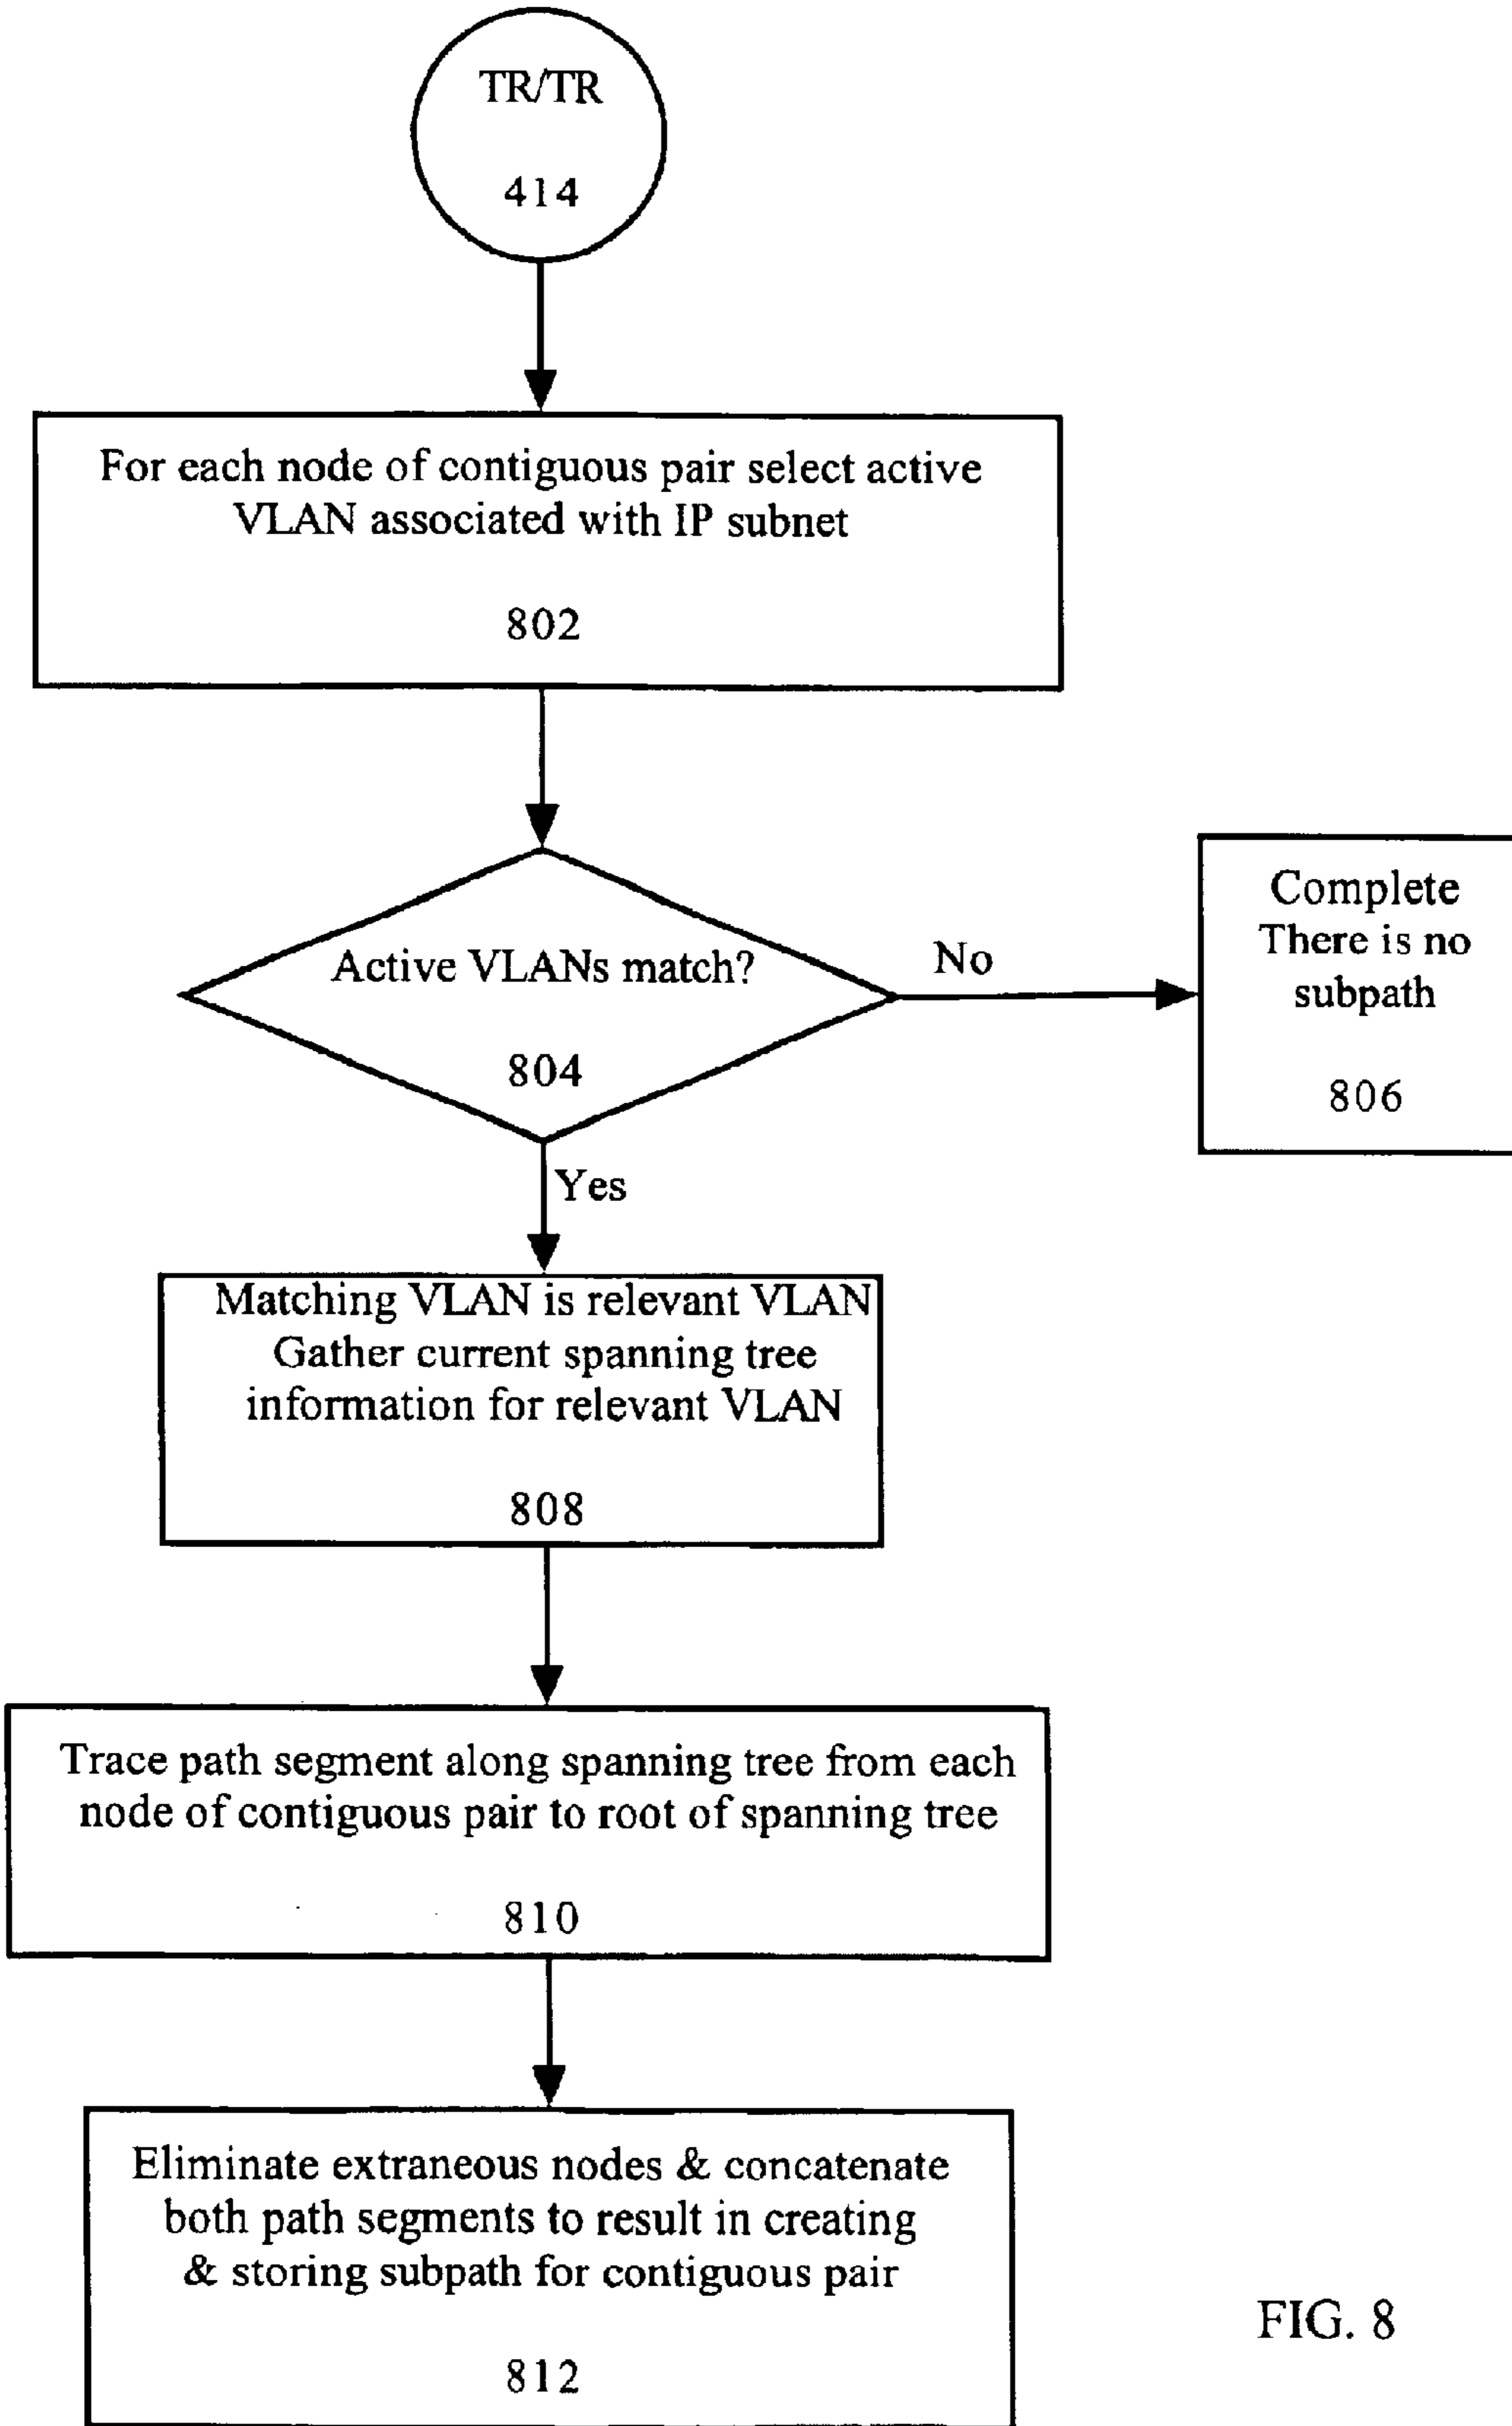 TR/TR
414
For each node of contiguous pair select active
VLAN associated with IP subnet
802
Active VLANs match?
804
No
Complete
There is no
subpath
806
Yes
Matching VLAN is relevant VLAN
Gather current spanning tree
information for relevant VLAN
808
Trace path segment along spanning tree from each
node of contiguous pair to root of spanning tree
810
Eliminate extraneous nodes & concatenate
both path segments to result in creating
& storing subpath for contiguous pair
812
FIG. 8